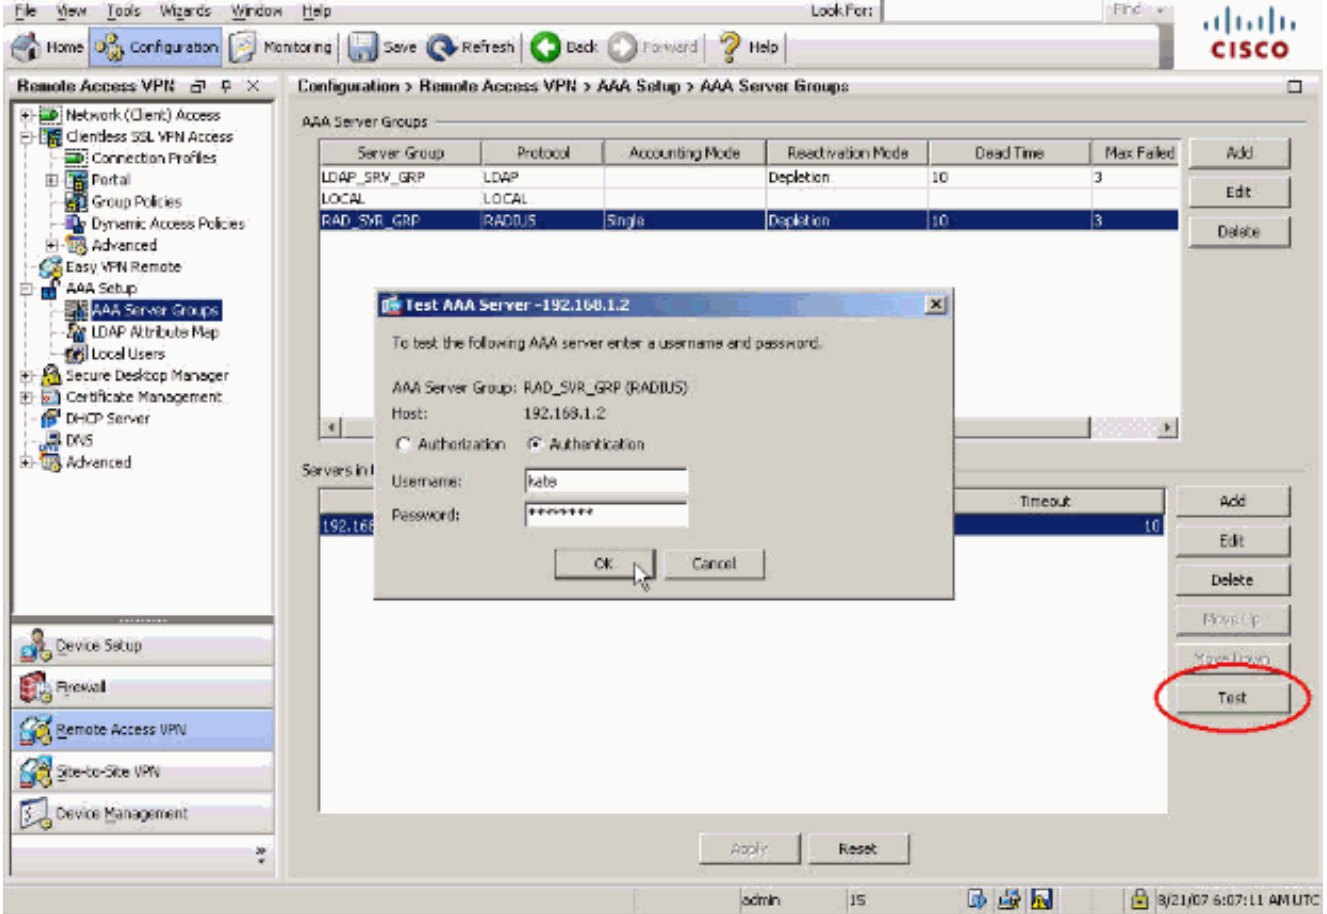 File View Tools Wizards Window Help Look For: Find
Home Configuration Monitoring Save Refresh Back Forward Help
CISCO
Remote Access VPN
Network (Client) Access
Clientless SSL VPN Access
Connection Profiles
Portal
Group Policies
Dynamic Access Policies
Advanced
Easy VPN Remote
AAA Setup
AAA Server Groups
LDAP Attribute Map
Local Users
Secure Desktop Manager
Certificate Management
DHCP Server
DNS
Advanced
Device Setup
Firewall
Remote Access VPN
Site-to-Site VPN
Device Management
Configuration > Remote Access VPN > AAA Setup > AAA Server Groups
AAA Server Groups
Server Group Protocol Accounting Mode Reactivation Mode Dead Time Max Failed
LDAP_SRV_GRP LDAP Depletion 10 3
LOCAL LOCAL
RAD_SVR_GRP RADIUS Single Depletion 10 3
Add
Edit
Delete
Test AAA Server -192.168.1.2
To test the following AAA server enter a username and password.
AAA Server Group: RAD_SVR_GRP (RADIUS)
Host: 192.168.1.2
Authorization Authentication
Username: kate
Password: ********
OK Cancel
Servers in
Timeout
192.168 10
Add
Edit
Delete
Move Up
Move Down
Test
Apply Reset
admin 15 8/21/07 6:07:11 AM UTC